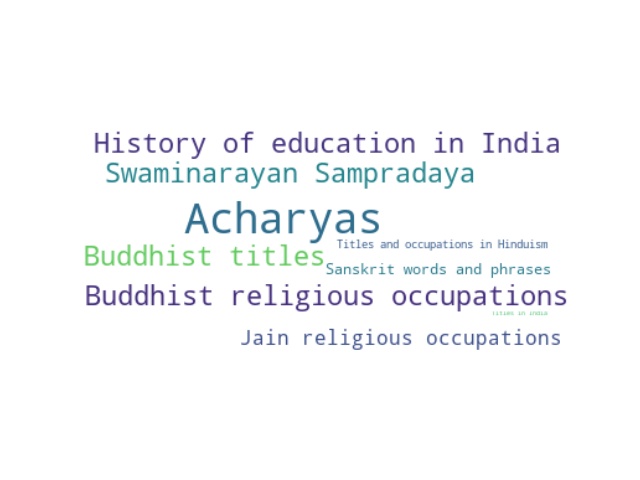 History of education in India
Swaminarayan Sampradaya
Acharyas
Titles and occupations in Hinduism
Buddhist titles
Sanskrit words and phrases
Buddhist religious occupations
Titles in India
Jain religious occupations